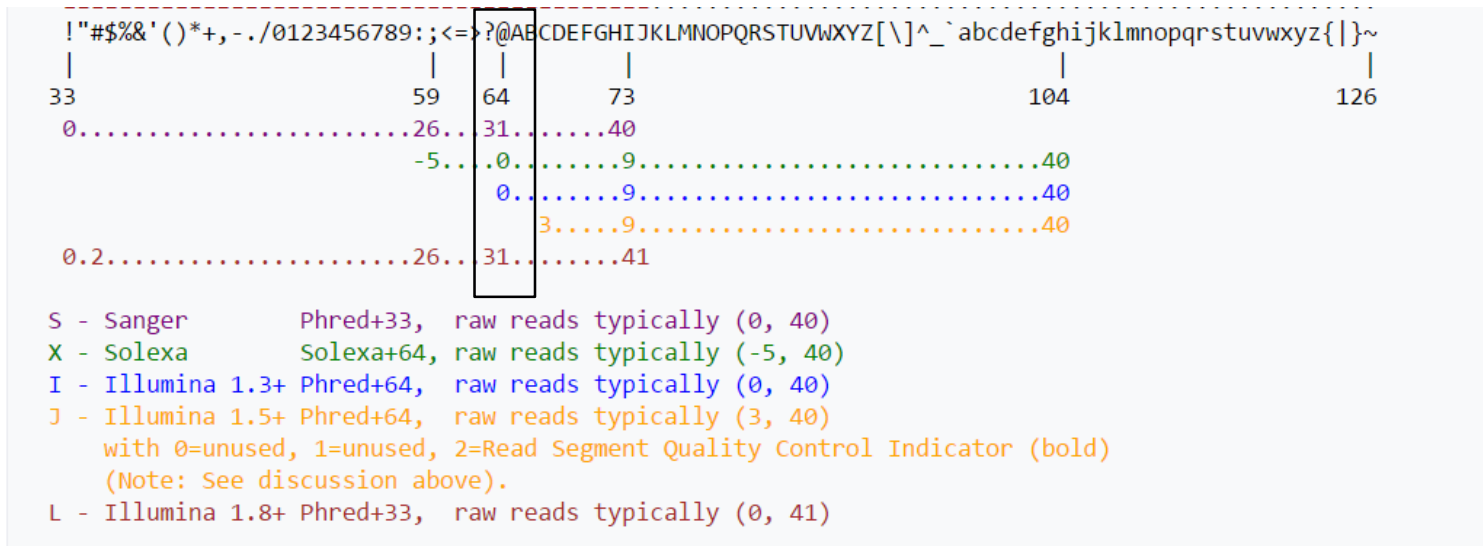 !"#$%&'()*+,-./0123456789:;<=>?@ABCDEFGHIJKLMNOPQRSTUVWXYZ[\]^_`abcdefghijklmnopqrstuvwxyz{|}~
| | | | | |
33 59 64 73 104 126
0........................26...31.......40
-5....0........9.............................40
0........9.............................40
3.....9.............................40
0.2......................26...31........41
S - Sanger Phred+33, raw reads typically (0, 40)
X - Solexa Solexa+64, raw reads typically (-5, 40)
I - Illumina 1.3+ Phred+64, raw reads typically (0, 40)
J - Illumina 1.5+ Phred+64, raw reads typically (3, 40)
with 0=unused, 1=unused, 2=Read Segment Quality Control Indicator (bold)
(Note: See discussion above).
L - Illumina 1.8+ Phred+33, raw reads typically (0, 41)